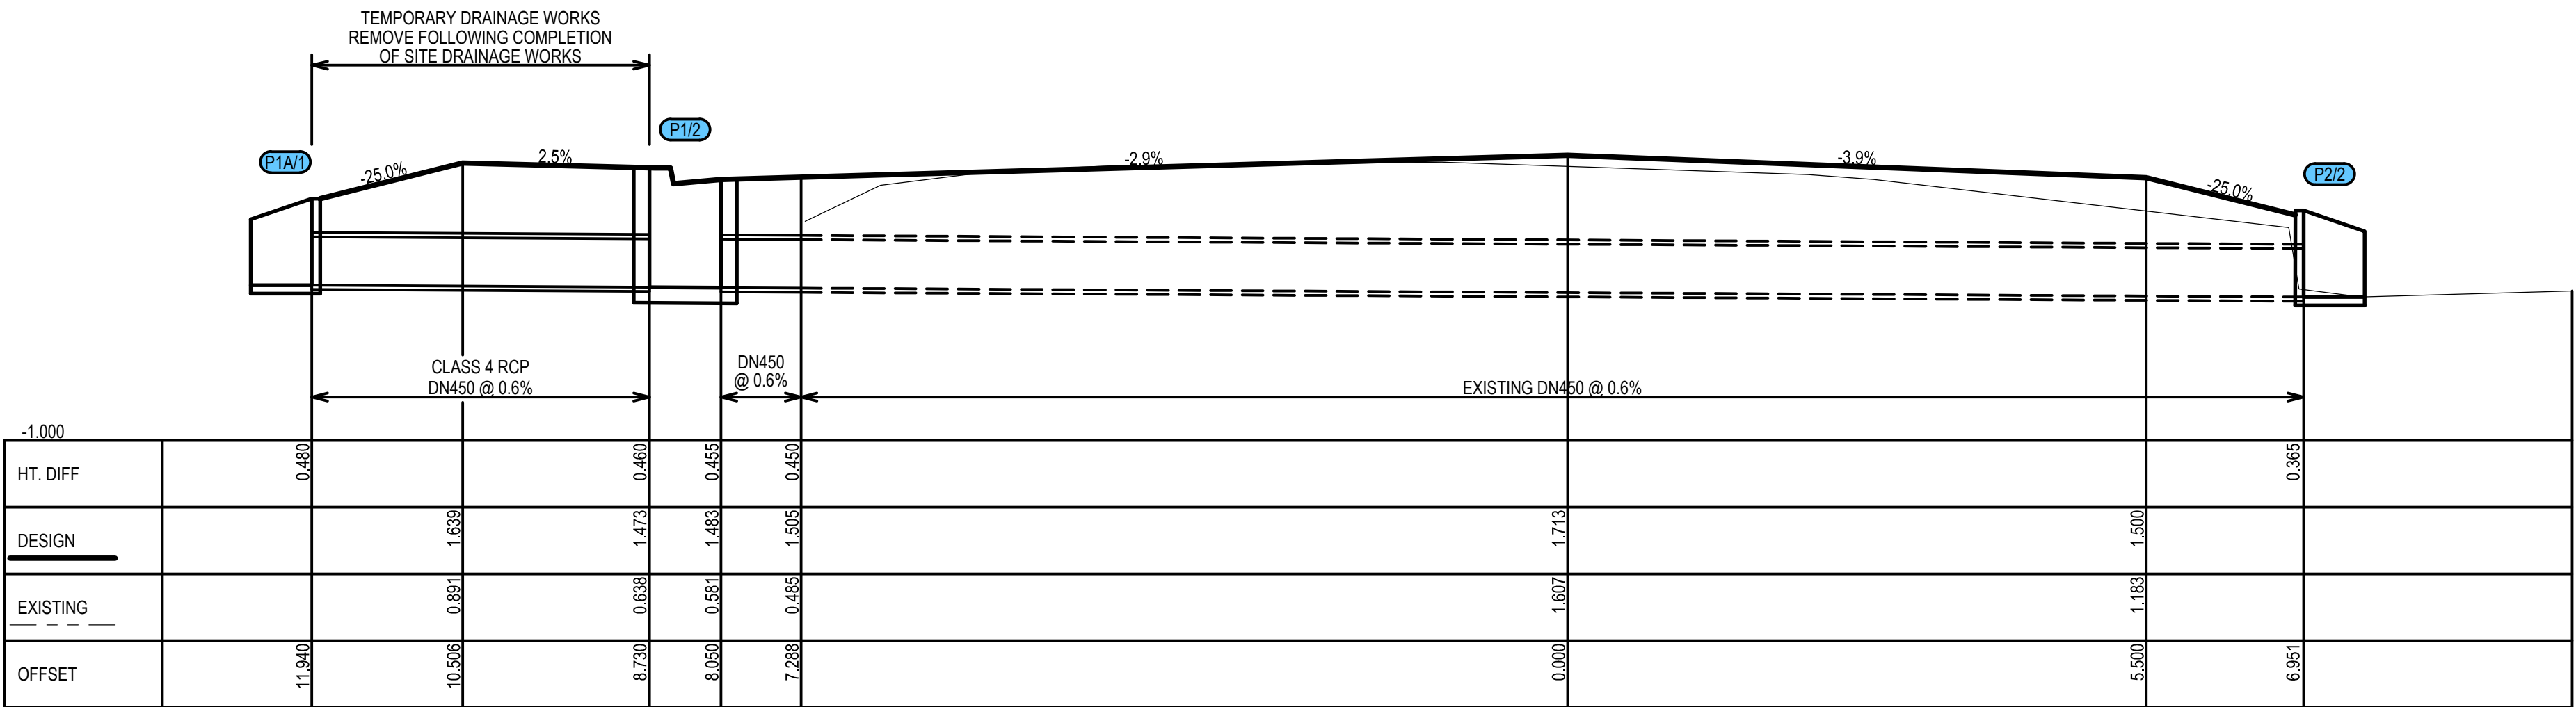 TEMPORARY DRAINAGE WORKS
REMOVE FOLLOWING COMPLETION
OF SITE DRAINAGE WORKS
P1A/1
P1/2
P2/2
-25.0%
2.5%
-2.9%
-3.9%
-25.0%
CLASS 4 RCP
DN450 @ 0.6%
DN450
@ 0.6%
EXISTING DN450 @ 0.6%
-1.000
HT. DIFF 0.480 0.460 0.455 0.450 0.365
DESIGN 1.639 1.473 1.483 1.505 1.713 1.500
EXISTING 0.891 0.638 0.581 0.485 1.607 1.183
OFFSET 11.940 10.506 8.730 8.050 7.288 0.000 5.500 6.951